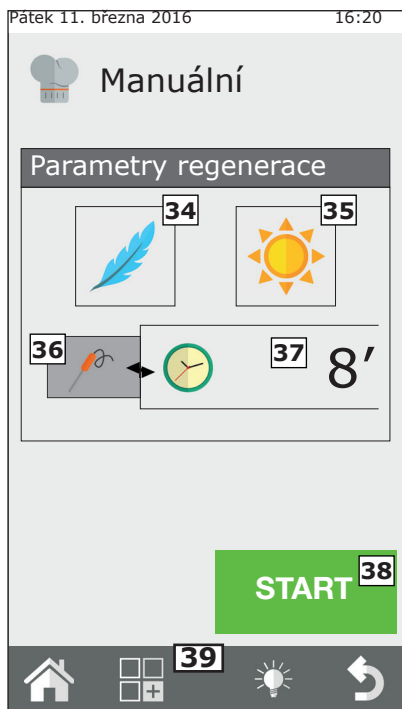 Pátek 11. března 2016 16:20
Manuální
Parametry regenerace
34 35
36 37 8′
START 38
39